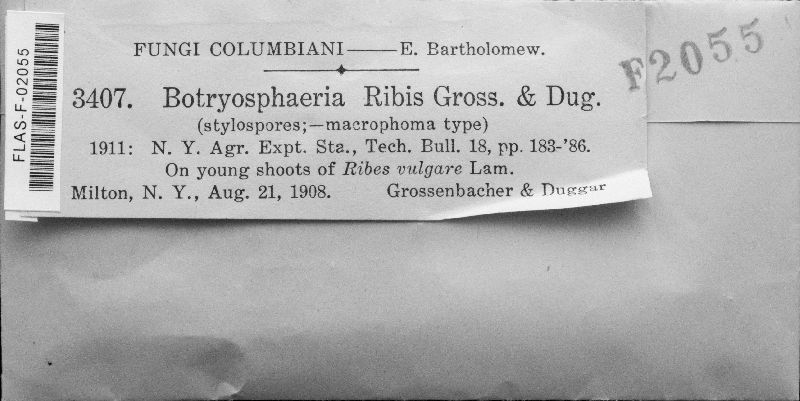 FUNGI COLUMBIANI——E. Bartholomew.
3407. Botryosphaeria Ribis Gross. & Dug.
(stylospores;—macrophoma type)
1911: N. Y. Agr. Expt. Sta., Tech. Bull. 18, pp. 183-'86.
On young shoots of Ribes vulgare Lam.
Milton, N. Y., Aug. 21, 1908. Grossenbacher & Duggar
FLAS-F-02055
F2055